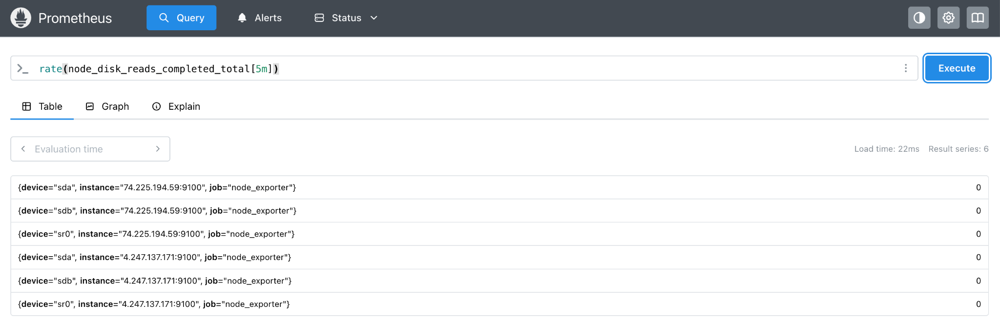 Prometheus Query Alerts Status
>_ rate(node_disk_reads_completed_total[5m]) Execute
Table Graph Explain
Evaluation time Load time: 22ms Result series: 6
{device="sda", instance="74.225.194.59:9100", job="node_exporter"} 0
{device="sdb", instance="74.225.194.59:9100", job="node_exporter"} 0
{device="sr0", instance="74.225.194.59:9100", job="node_exporter"} 0
{device="sda", instance="4.247.137.171:9100", job="node_exporter"} 0
{device="sdb", instance="4.247.137.171:9100", job="node_exporter"} 0
{device="sr0", instance="4.247.137.171:9100", job="node_exporter"} 0